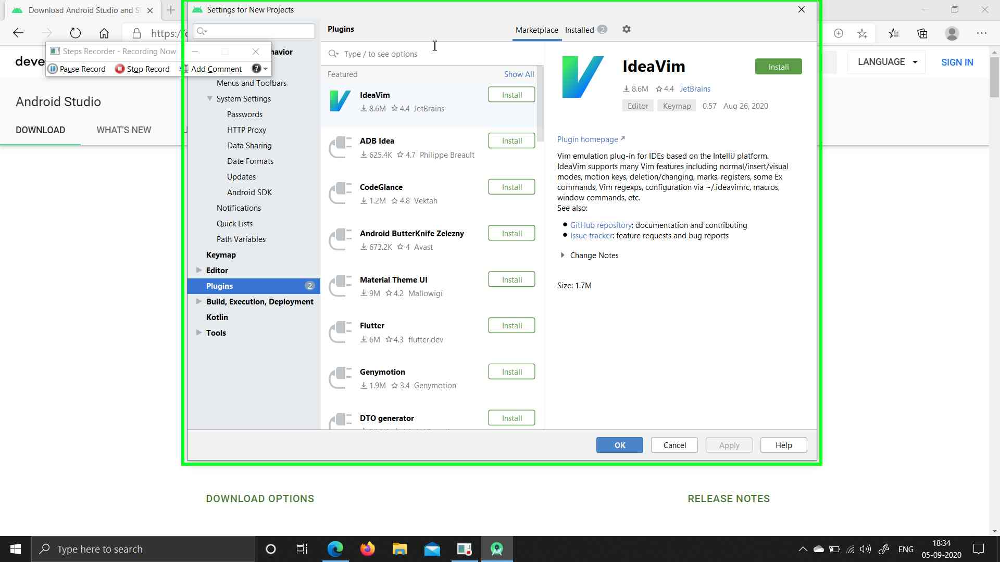 Download Android Studio and S
Settings for New Projects
https://
Plugins
Marketplace
Installed 2
deve
Steps Recorder - Recording Now
Pause Record
Stop Record
Add Comment
LANGUAGE
SIGN IN
Android Studio
DOWNLOAD
WHAT'S NEW
havior
Menus and Toolbars
System Settings
Passwords
HTTP Proxy
Data Sharing
Date Formats
Updates
Android SDK
Notifications
Quick Lists
Path Variables
Keymap
Editor
Plugins 2
Build, Execution, Deployment
Kotlin
Tools
Type / to see options
Featured
Show All
IdeaVim
Install
8.6M 4.4 JetBrains
ADB Idea
Install
625.4K 4.7 Philippe Breault
CodeGlance
Install
1.2M 4.8 Vektah
Android ButterKnife Zelezny
Install
673.2K 4 Avast
Material Theme UI
Install
9M 4.2 Mallowigi
Flutter
Install
6M 4.3 flutter.dev
Genymotion
Install
1.9M 3.4 Genymotion
DTO generator
Install
IdeaVim
Install
8.6M 4.4 JetBrains
Editor Keymap 0.57 Aug 26, 2020
Plugin homepage
Vim emulation plug-in for IDEs based on the IntelliJ platform.
IdeaVim supports many Vim features including normal/insert/visual
modes, motion keys, deletion/changing, marks, registers, some Ex
commands, Vim regexps, configuration via ~/.ideavimrc, macros,
window commands, etc.
See also:
GitHub repository: documentation and contributing
Issue tracker: feature requests and bug reports
Change Notes
Size: 1.7M
OK
Cancel
Apply
Help
DOWNLOAD OPTIONS
RELEASE NOTES
Type here to search
ENG
18:34
05-09-2020